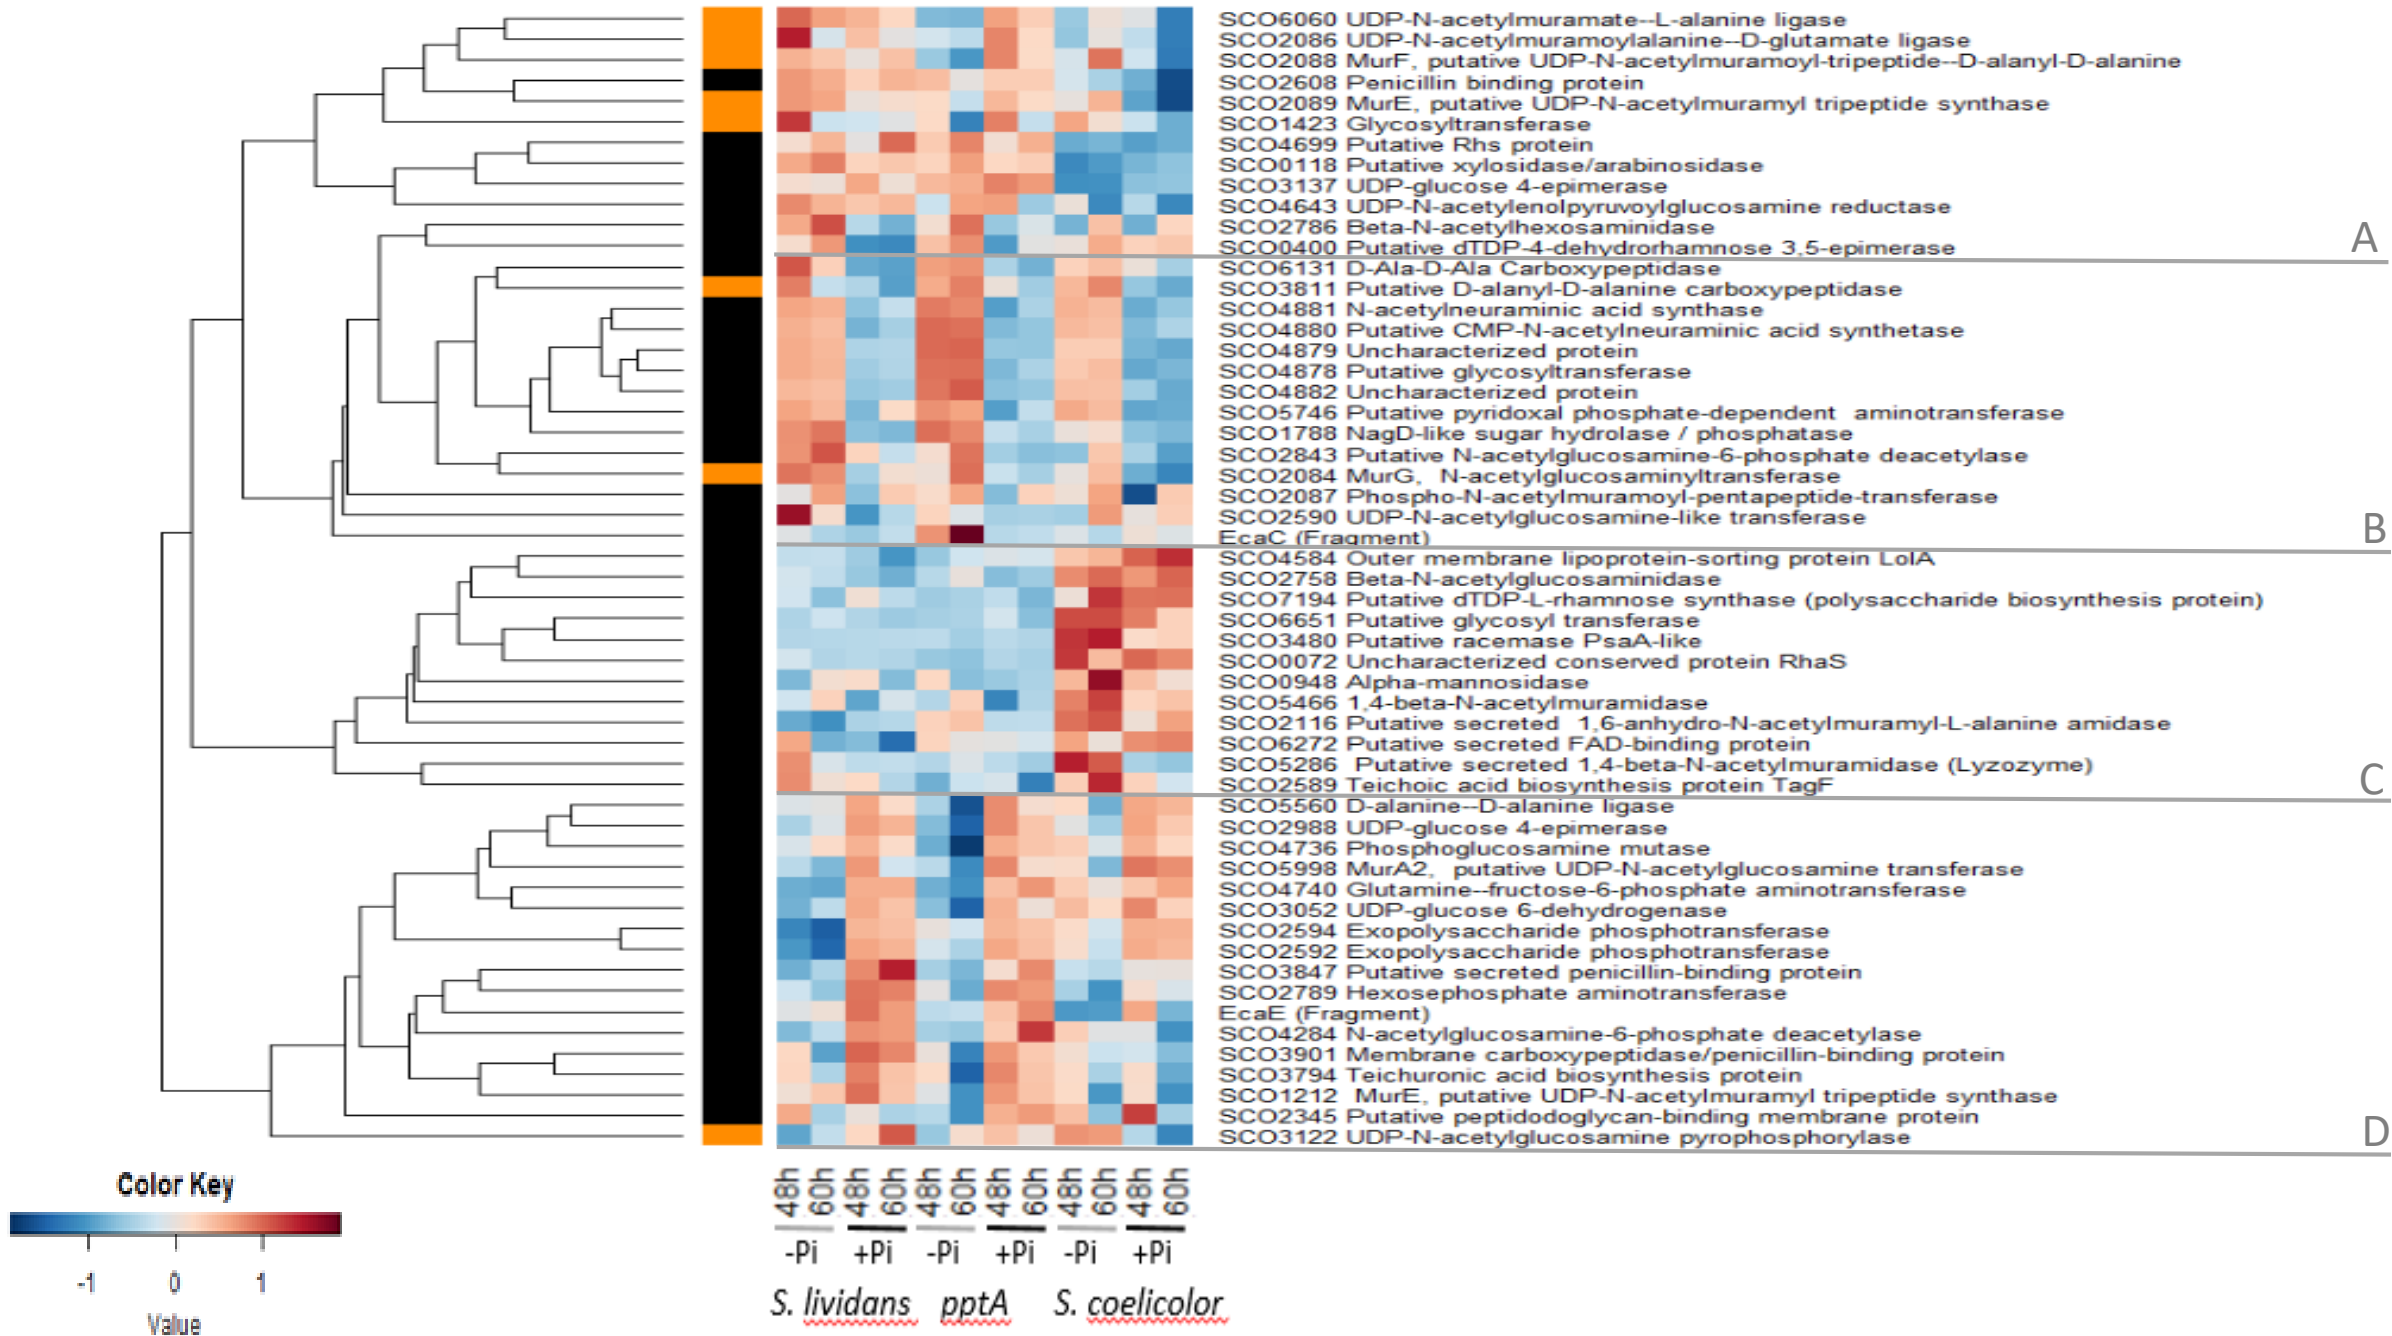 SCO6060 UDP-N-acetylmuramate--L-alanine ligase
SCO2086 UDP-N-acetylmuramoylalanine--D-glutamate ligase
SCO2088 MurF, putative UDP-N-acetylmuramoyl-tripeptide--D-alanyl-D-alanine
SCO2608 Penicillin binding protein
SCO2089 MurE, putative UDP-N-acetylmuramyl tripeptide synthase
SCO1423 Glycosyltransferase
SCO4699 Putative Rhs protein
SCO0118 Putative xylosidase/arabinosidase
SCO3137 UDP-glucose 4-epimerase
SCO4643 UDP-N-acetylenolpyruvoylglucosamine reductase
SCO2786 Beta-N-acetylhexosaminidase
SCO0400 Putative dTDP-4-dehydrorhamnose 3,5-epimerase
A
SCO6131 D-Ala-D-Ala Carboxypeptidase
SCO3811 Putative D-alanyl-D-alanine carboxypeptidase
SCO4881 N-acetylneuraminic acid synthase
SCO4880 Putative CMP-N-acetylneuraminic acid synthetase
SCO4879 Uncharacterized protein
SCO4878 Putative glycosyltransferase
SCO4882 Uncharacterized protein
SCO5746 Putative pyridoxal phosphate-dependent aminotransferase
SCO1788 NagD-like sugar hydrolase / phosphatase
SCO2843 Putative N-acetylglucosamine-6-phosphate deacetylase
SCO2084 MurG, N-acetylglucosaminyltransferase
SCO2087 Phospho-N-acetylmuramoyl-pentapeptide-transferase
SCO2590 UDP-N-acetylglucosamine-like transferase
EcaC (Fragment)
B
SCO4584 Outer membrane lipoprotein-sorting protein LolA
SCO2758 Beta-N-acetylglucosaminidase
SCO7194 Putative dTDP-L-rhamnose synthase (polysaccharide biosynthesis protein)
SCO6651 Putative glycosyl transferase
SCO3480 Putative racemase PsaA-like
SCO0072 Uncharacterized conserved protein RhaS
SCO0948 Alpha-mannosidase
SCO5466 1,4-beta-N-acetylmuramidase
SCO2116 Putative secreted 1,6-anhydro-N-acetylmuramyl-L-alanine amidase
SCO6272 Putative secreted FAD-binding protein
SCO5286 Putative secreted 1,4-beta-N-acetylmuramidase (Lyzozyme)
SCO2589 Teichoic acid biosynthesis protein TagF
C
SCO5560 D-alanine--D-alanine ligase
SCO2988 UDP-glucose 4-epimerase
SCO4736 Phosphoglucosamine mutase
SCO5998 MurA2, putative UDP-N-acetylglucosamine transferase
SCO4740 Glutamine--fructose-6-phosphate aminotransferase
SCO3052 UDP-glucose 6-dehydrogenase
SCO2594 Exopolysaccharide phosphotransferase
SCO2592 Exopolysaccharide phosphotransferase
SCO3847 Putative secreted penicillin-binding protein
SCO2789 Hexosephosphate aminotransferase
EcaE (Fragment)
SCO4284 N-acetylglucosamine-6-phosphate deacetylase
SCO3901 Membrane carboxypeptidase/penicillin-binding protein
SCO3794 Teichuronic acid biosynthesis protein
SCO1212 MurE, putative UDP-N-acetylmuramyl tripeptide synthase
SCO2345 Putative peptidodoglycan-binding membrane protein
SCO3122 UDP-N-acetylglucosamine pyrophosphorylase
D
48h 60h 48h 60h 48h 60h 48h 60h 48h 60h 48h 60h
-Pi +Pi -Pi +Pi -Pi +Pi
S. lividans pptA S. coelicolor
Color Key
-1 0 1
Value